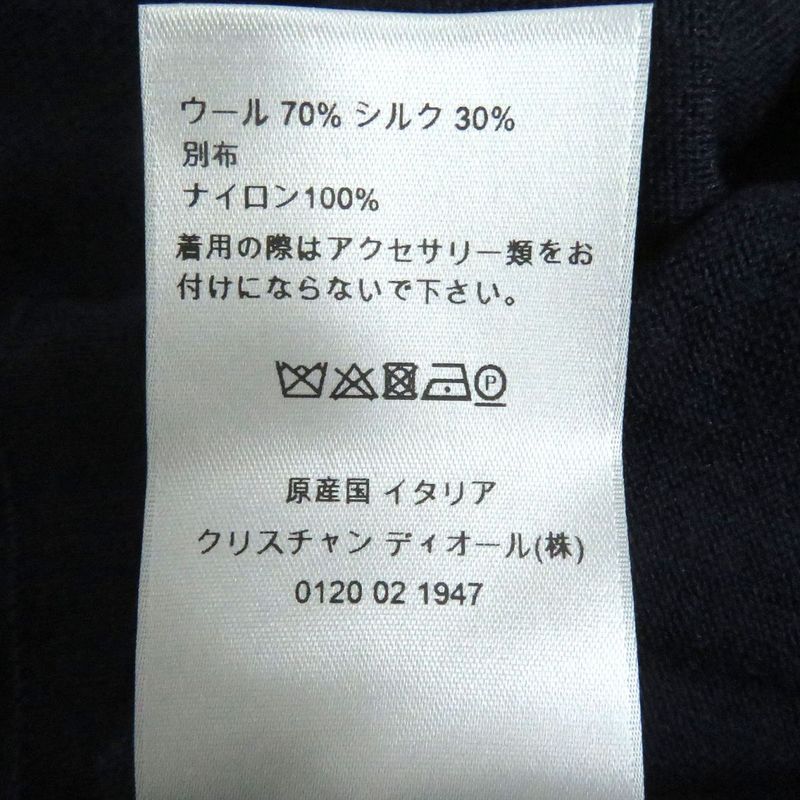 ウール 70% シルク 30%
別布
ナイロン100%
着用の際はアクセサリー類をお
付けにならないで下さい。
P
原産国 イタリア
クリスチャン ディオール(株)
0120 02 1947